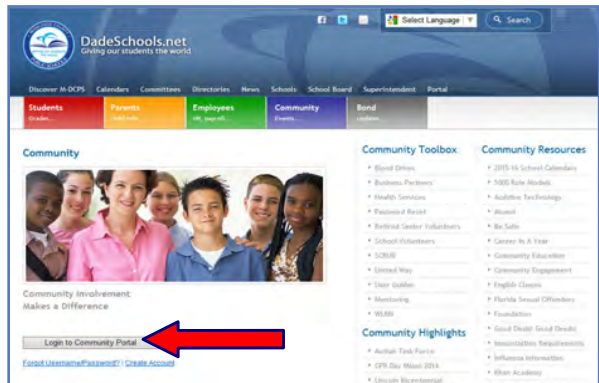 Select Language
Search
DadeSchools.net
Giving our students the world
Discover M-DCPS Calendars Committees Directories News Schools School Board Superintendent Portal
Students
Grades...
Parents
Employees
HR, payroll...
Community
Events...
Bond
Updates...
Community
Community Involvement
Makes a Difference
Login to Community Portal
Forgot Username/Password? | Create Account
Community Toolbox
Blood Drives
Business Partners
Health Services
Password Reset
Retired Senior Volunteers
School Volunteers
SCRUB
United Way
User Guides
Mentoring
WLRN
Community Highlights
Autism Task Force
CPR Day Miami 2014
Lincoln Bicentennial
Community Resources
2015-16 School Calendars
5000 Role Models
Assistive Technology
Alumni
Be Safe
Career In A Year
Community Education
Community Engagement
English Classes
Florida Sexual Offenders
Foundation
Good Deals! Good Deeds!
Immunization Requirements
Influenza Information
Khan Academy